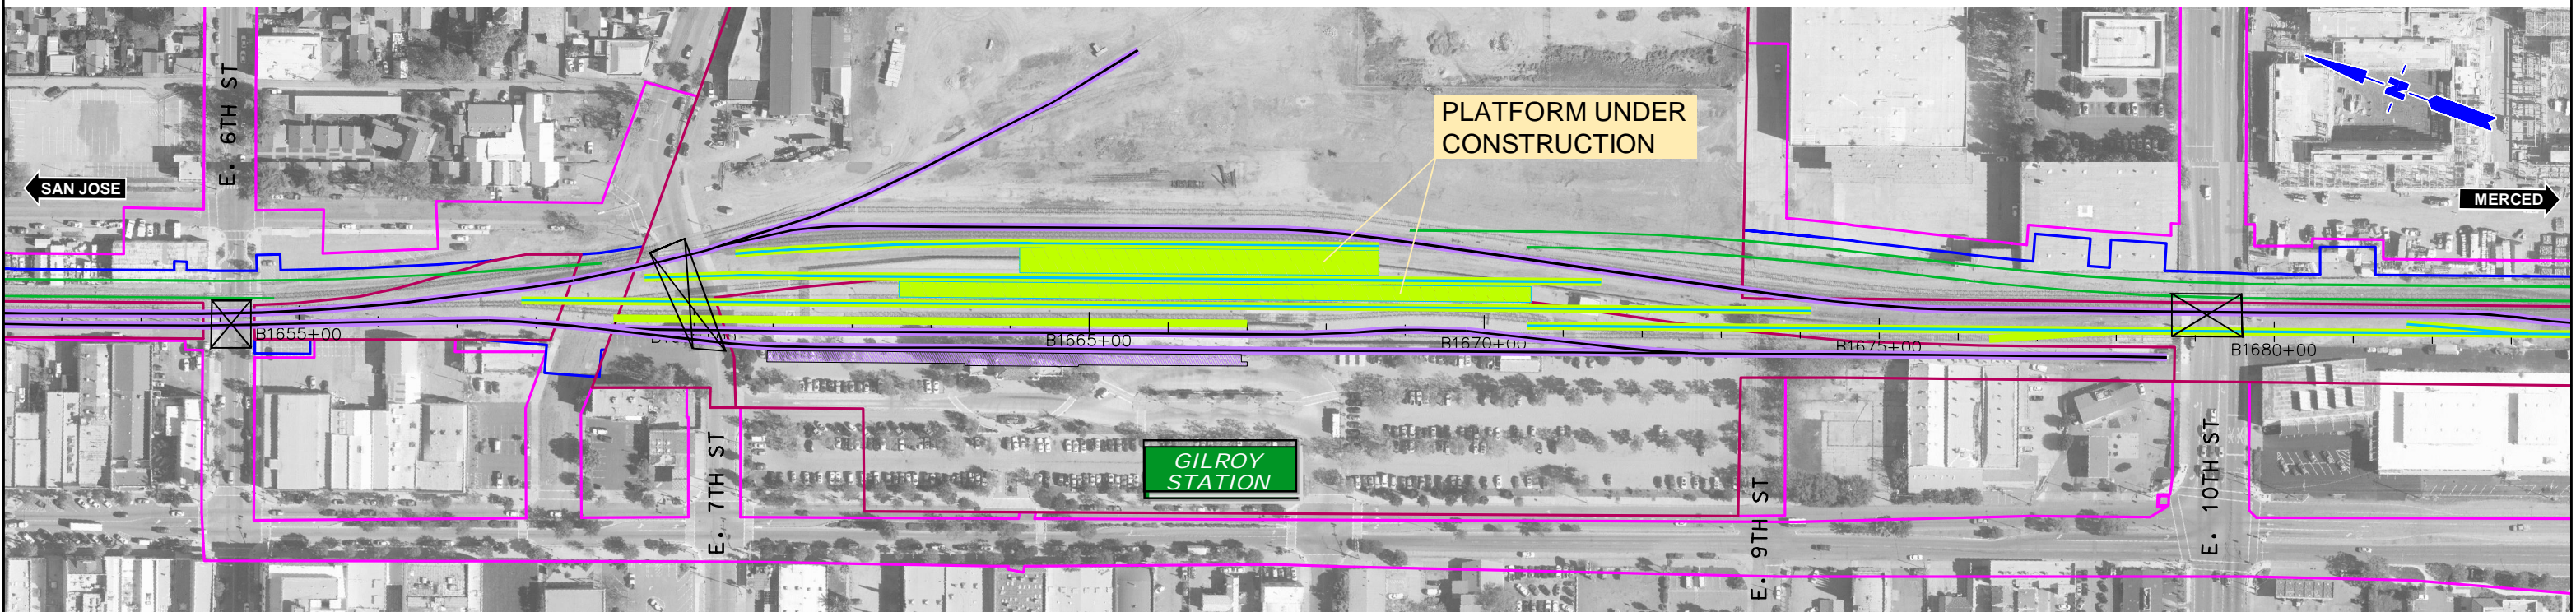 E. 6TH ST
PLATFORM UNDER
CONSTRUCTION
N
SAN JOSE
MERCED
B1655+00
B1665+00
B1670+00
B1675+00
B1680+00
GILROY
STATION
E. 7TH ST
E. 9TH ST
E. 10TH ST